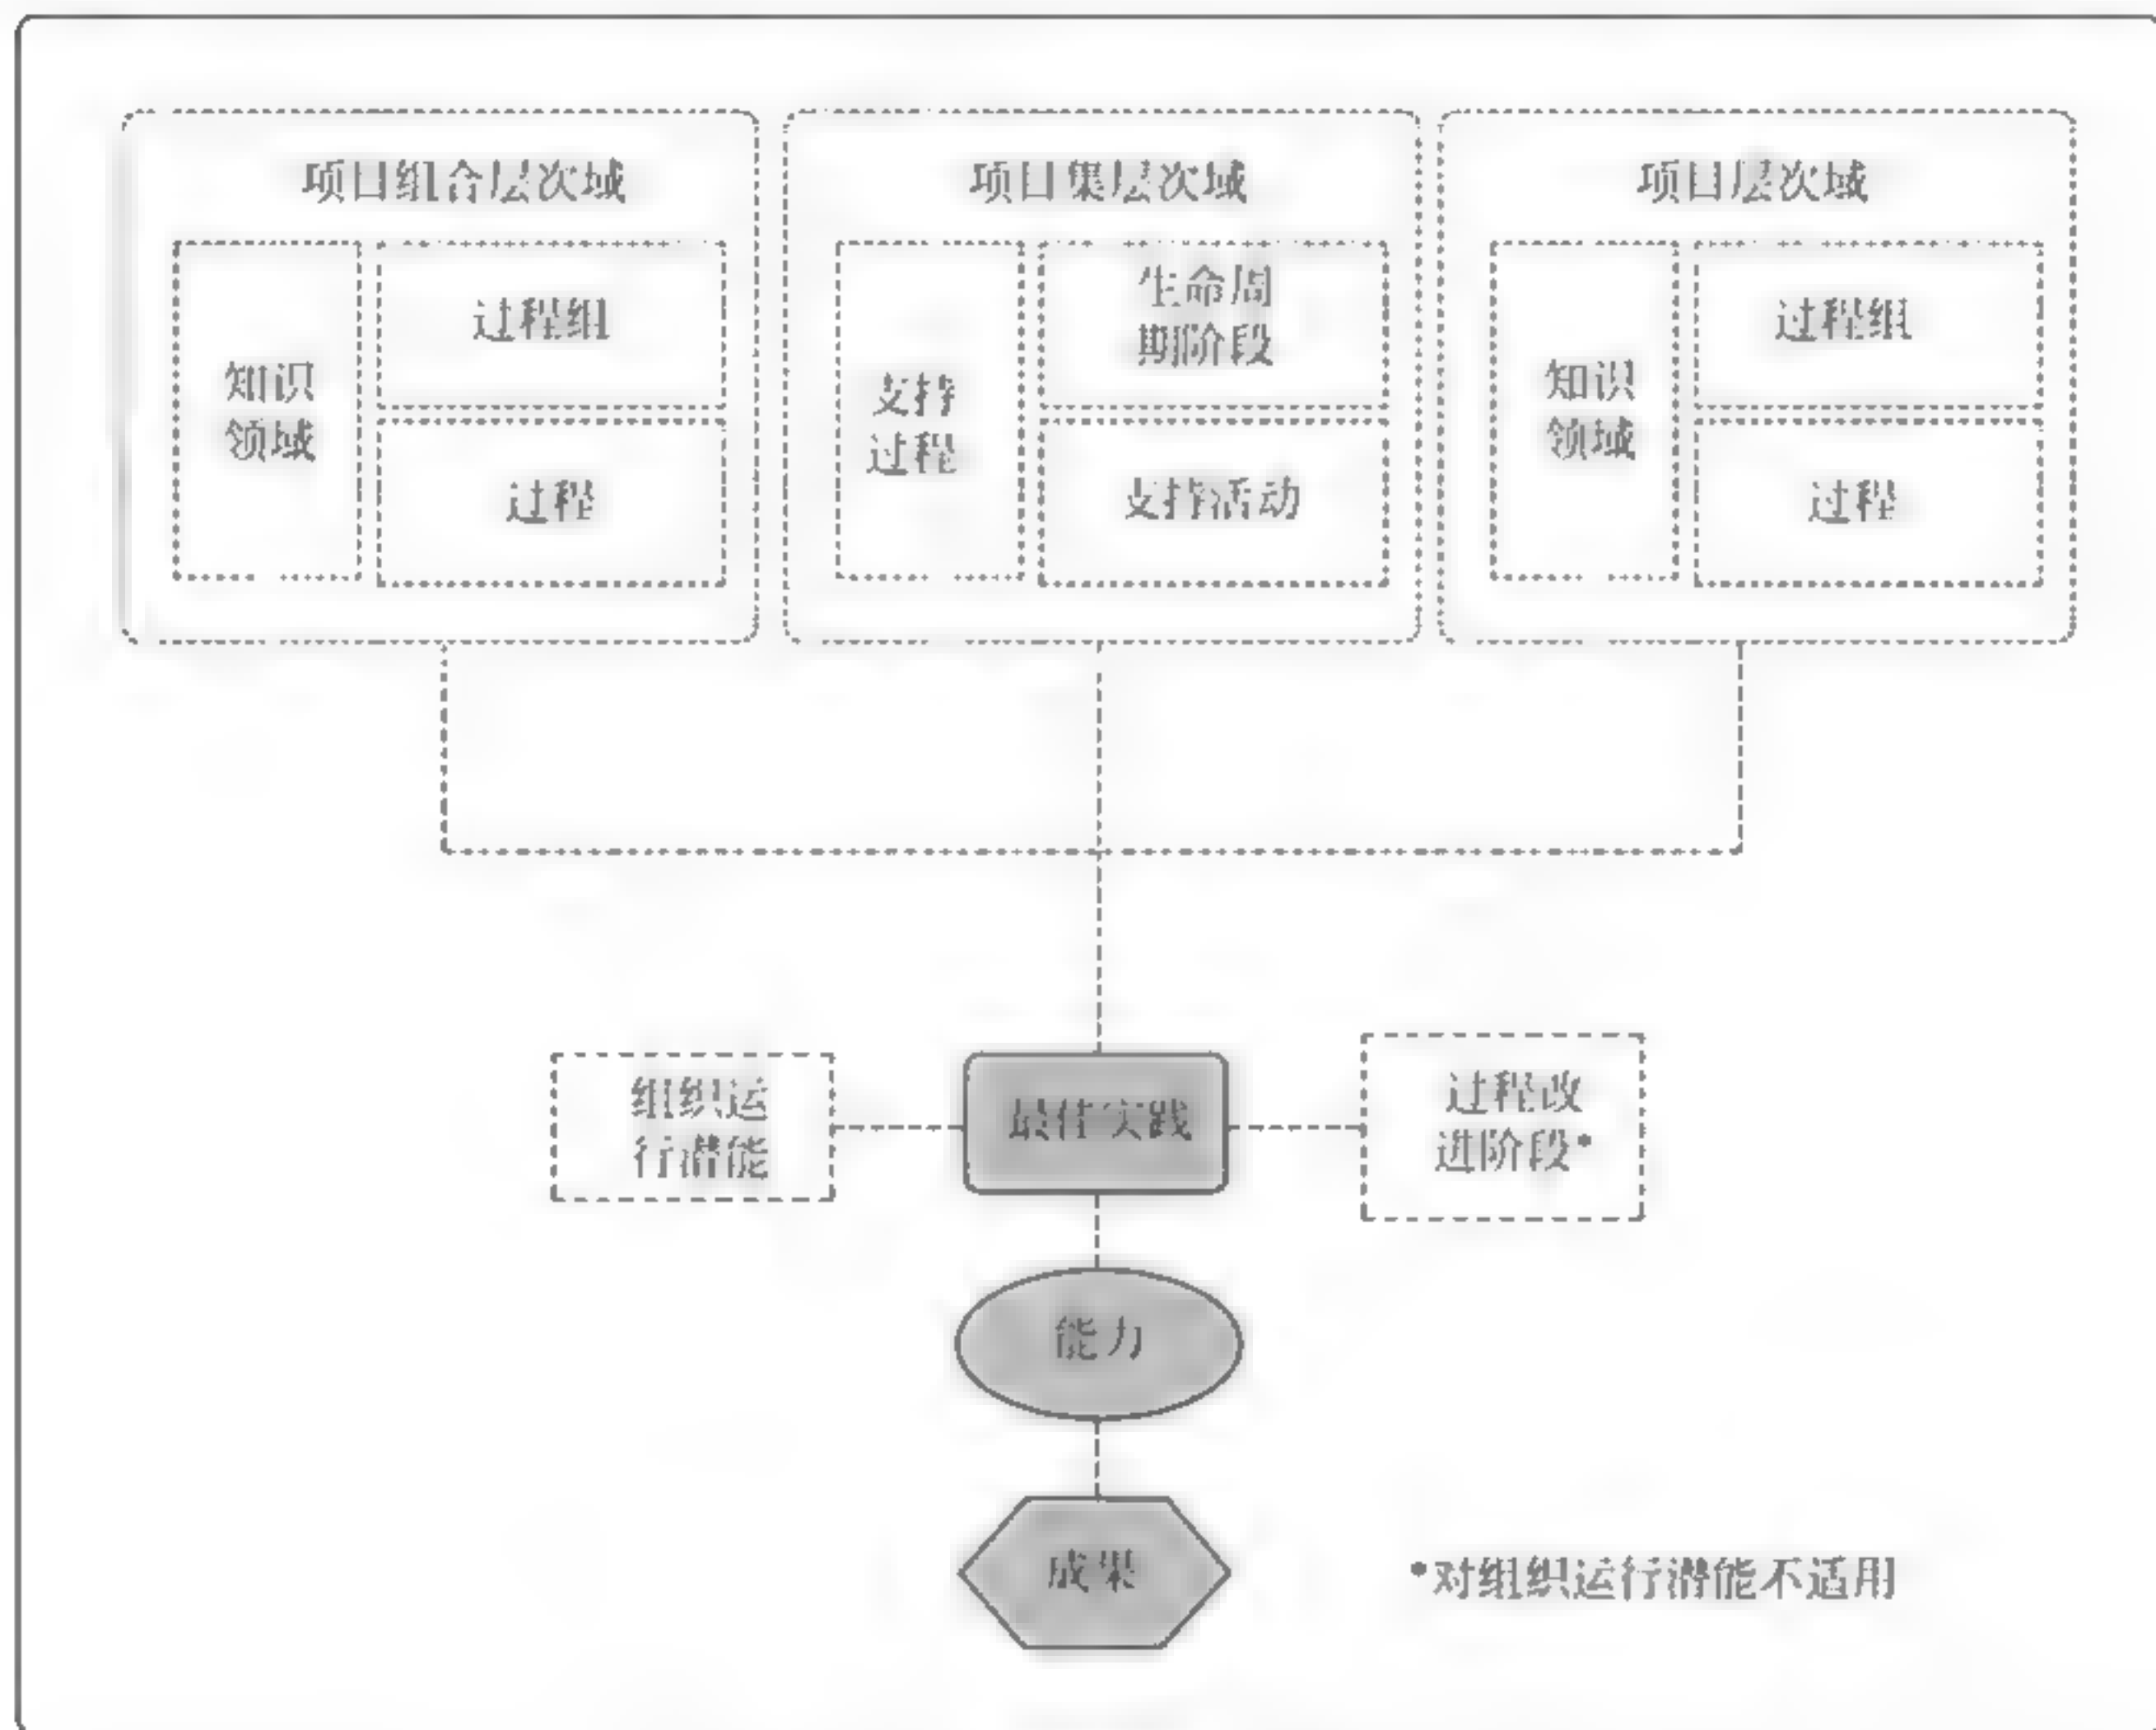 项目组合层次域
知识
领域
过程组
过程
项目集层次域
支持
过程
生命周
期阶段
支持活动
项目层次域
知识
领域
过程组
过程
组织运
行潜能
最佳实践
过程改
进阶段*
能力
成果
*对组织运行潜能不适用